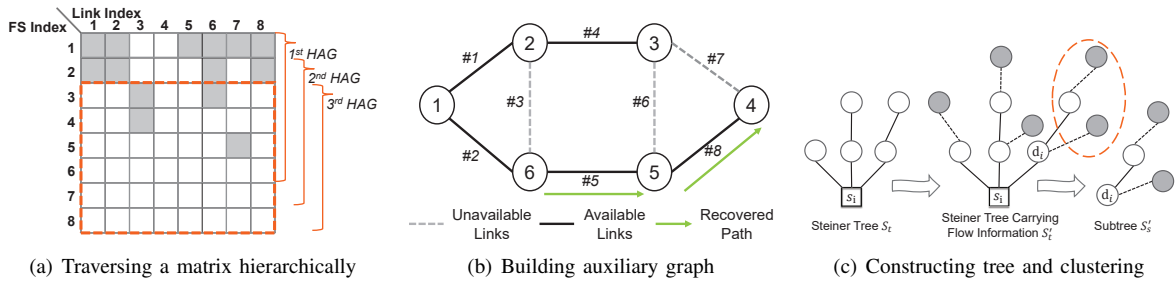 Link Index
FS Index
1 2 3 4 5 6 7 8
1
2
3
4
5
6
7
8
1st HAG
2nd HAG
3rd HAG
(a) Traversing a matrix hierarchically
#1
#4
#7
#3
#6
#2
#5
#8
1
2
3
4
5
6
Unavailable
Links
Available
Links
Recovered
Path
(b) Building auxiliary graph
si
di
si
di
Steiner Tree St
Steiner Tree Carrying
Flow Information S't
Subtree S's
(c) Constructing tree and clustering